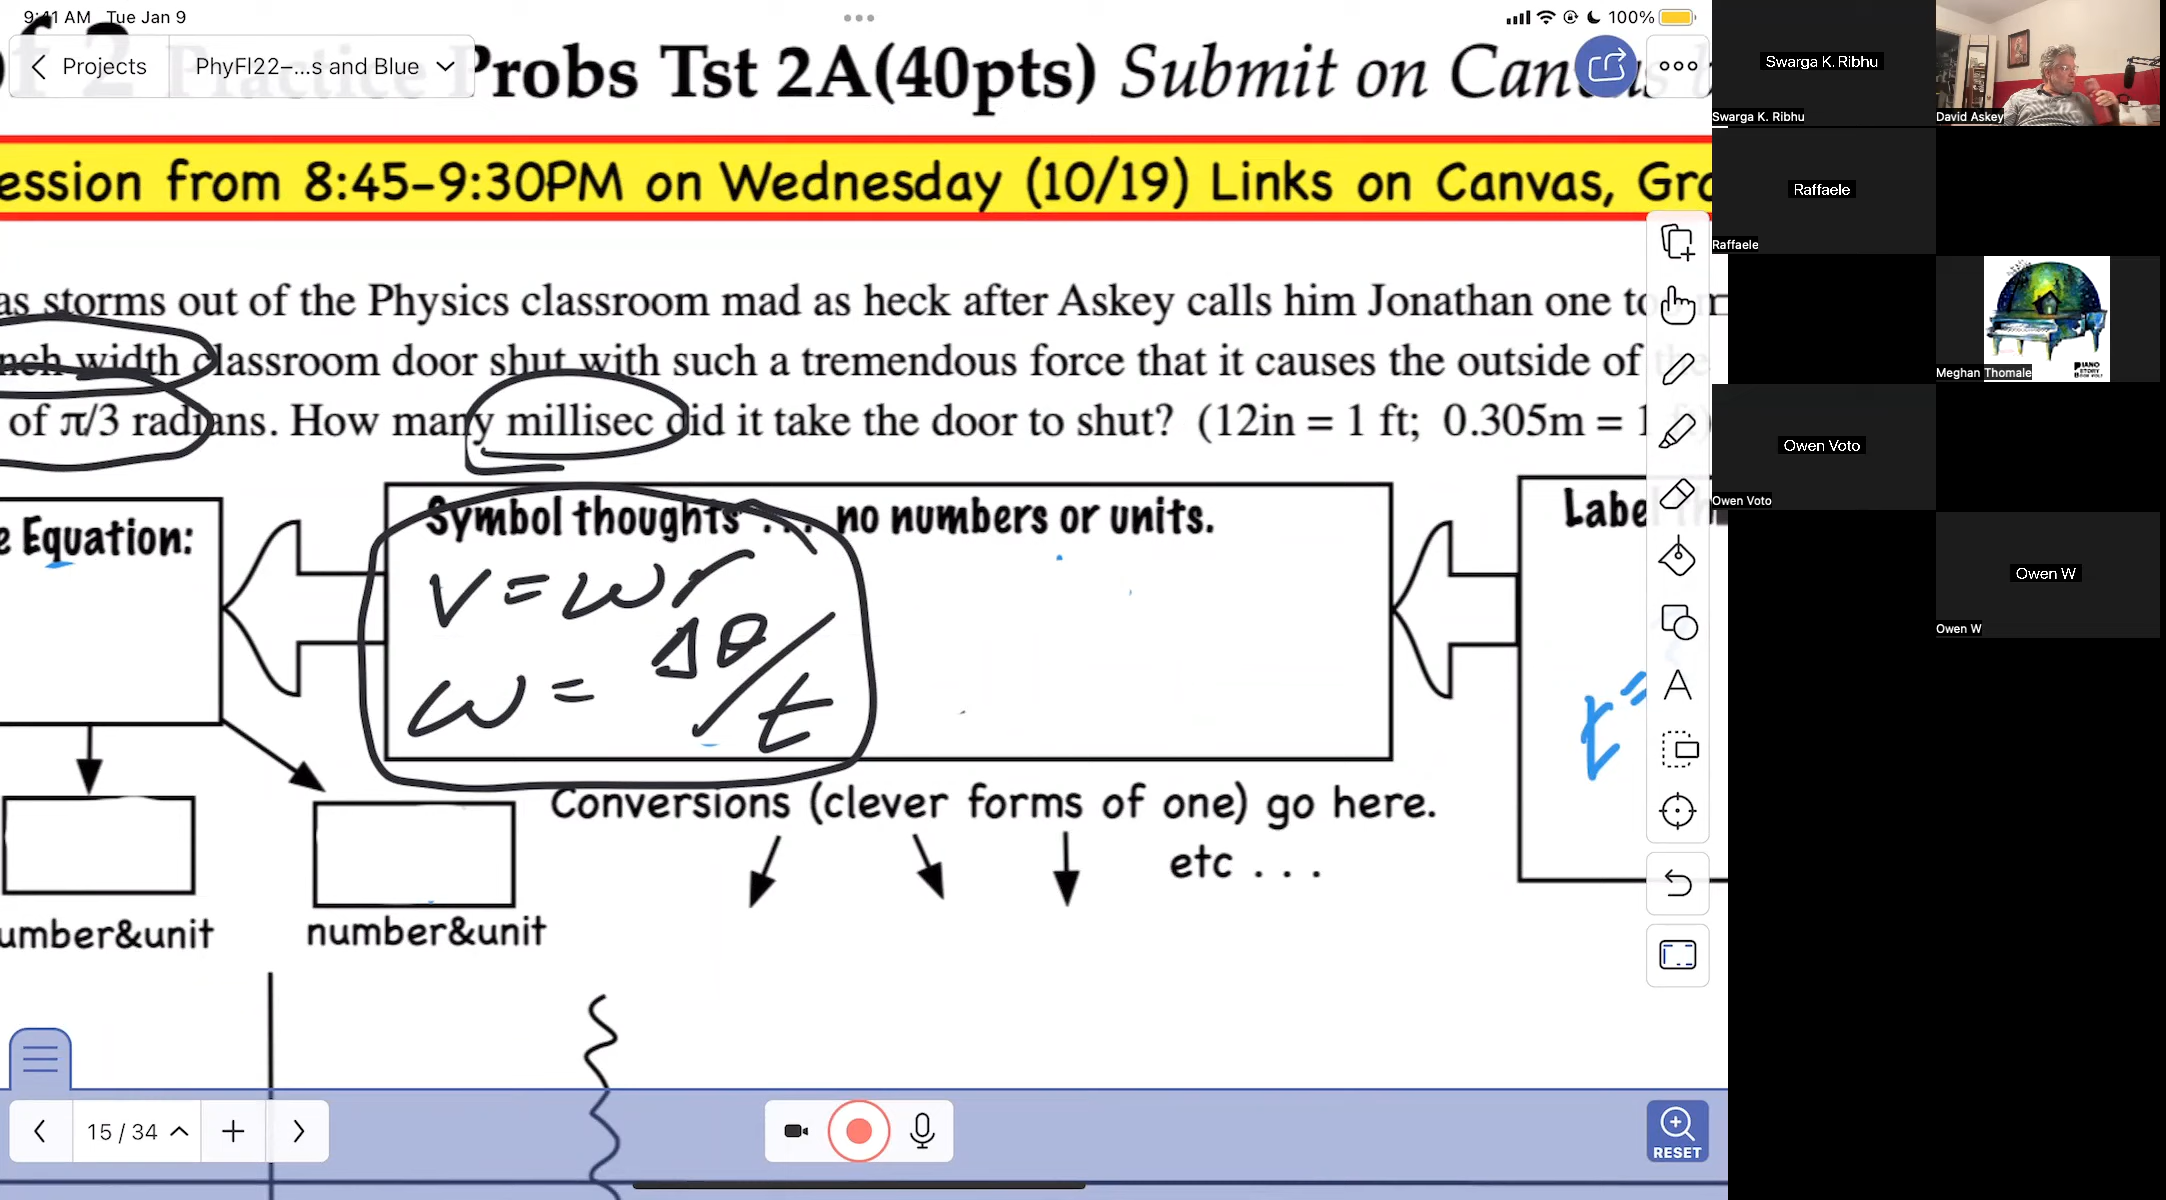 9:41 AM Tue Jan 9
100%
Projects
PhyFl22–...s and Blue
Probs Tst 2A(40pts) Submit on Can
ession from 8:45-9:30PM on Wednesday (10/19) Links on Canvas, Gro
as storms out of the Physics classroom mad as heck after Askey calls him Jonathan one to
nch width classroom door shut with such a tremendous force that it causes the outside of
of π/3 radians. How many millisec did it take the door to shut? (12in = 1 ft; 0.305m = 1
e Equation:
Symbol thoughts ... no numbers or units.
Labe
v = ωr
ω = Δθ/t
t =
Conversions (clever forms of one) go here.
etc . . .
umber&unit
number&unit
15 / 34
RESET
Swarga K. Ribhu
Swarga K. Ribhu
David Askey
Raffaele
Raffaele
PIANO
STORY
Meghan Thomale
Owen Voto
Owen Voto
Owen W
Owen W